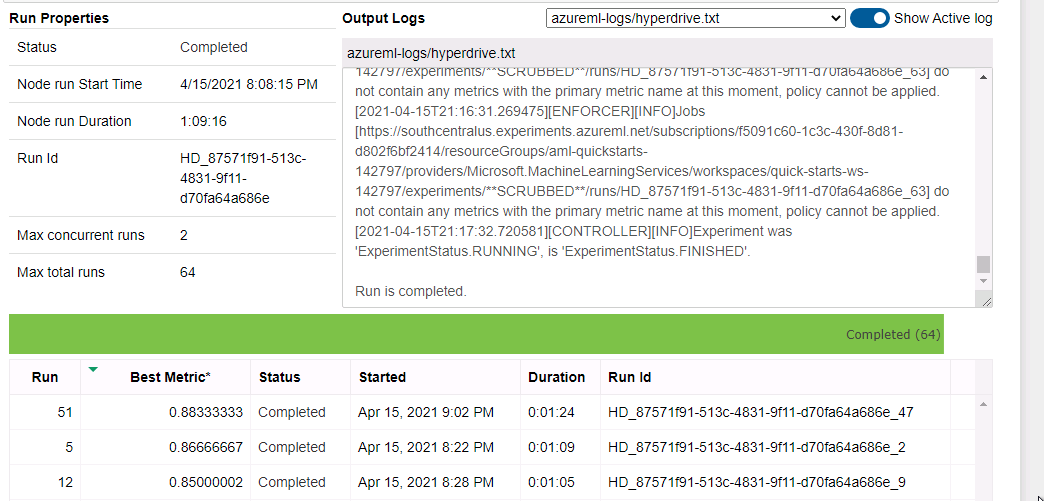 Run Properties
Status Completed
Node run Start Time 4/15/2021 8:08:15 PM
Node run Duration 1:09:16
Run Id HD_87571f91-513c-
4831-9f11-
d70fa64a686e
Max concurrent runs 2
Max total runs 64
Output Logs azureml-logs/hyperdrive.txt Show Active log
azureml-logs/hyperdrive.txt
142797/experiments/**SCRUBBED**/runs/HD_87571f91-513c-4831-9f11-d70fa64a686e_63] do
not contain any metrics with the primary metric name at this moment, policy cannot be applied.
[2021-04-15T21:16:31.269475][ENFORCER][INFO]Jobs
[https://southcentralus.experiments.azureml.net/subscriptions/f5091c60-1c3c-430f-8d81-
d802f6bf2414/resourceGroups/aml-quickstarts-
142797/providers/Microsoft.MachineLearningServices/workspaces/quick-starts-ws-
142797/experiments/**SCRUBBED**/runs/HD_87571f91-513c-4831-9f11-d70fa64a686e_63] do
not contain any metrics with the primary metric name at this moment, policy cannot be applied.
[2021-04-15T21:17:32.720581][CONTROLLER][INFO]Experiment was
'ExperimentStatus.RUNNING', is 'ExperimentStatus.FINISHED'.
Run is completed.
Completed (64)
Run Best Metric* Status Started Duration Run Id
51 0.88333333 Completed Apr 15, 2021 9:02 PM 0:01:24 HD_87571f91-513c-4831-9f11-d70fa64a686e_47
5 0.86666667 Completed Apr 15, 2021 8:22 PM 0:01:09 HD_87571f91-513c-4831-9f11-d70fa64a686e_2
12 0.85000002 Completed Apr 15, 2021 8:28 PM 0:01:05 HD_87571f91-513c-4831-9f11-d70fa64a686e_9